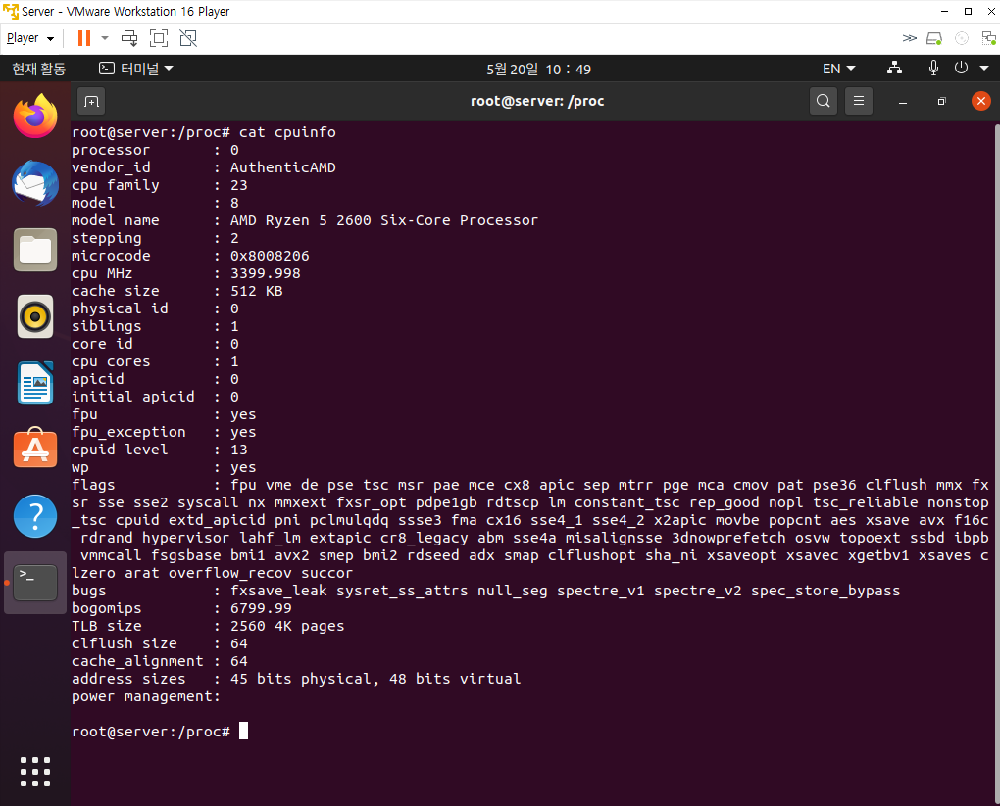 Server - VMware Workstation 16 Player
Player
현재 활동
터미널
5월 20일 10 : 49
EN
root@server: /proc
root@server:/proc# cat cpuinfo
processor : 0
vendor_id : AuthenticAMD
cpu family : 23
model : 8
model name : AMD Ryzen 5 2600 Six-Core Processor
stepping : 2
microcode : 0x8008206
cpu MHz : 3399.998
cache size : 512 KB
physical id : 0
siblings : 1
core id : 0
cpu cores : 1
apicid : 0
initial apicid : 0
fpu : yes
fpu_exception : yes
cpuid level : 13
wp : yes
flags : fpu vme de pse tsc msr pae mce cx8 apic sep mtrr pge mca cmov pat pse36 clflush mmx fx
sr sse sse2 syscall nx mmxext fxsr_opt pdpe1gb rdtscp lm constant_tsc rep_good nopl tsc_reliable nonstop
_tsc cpuid extd_apicid pni pclmulqdq ssse3 fma cx16 sse4_1 sse4_2 x2apic movbe popcnt aes xsave avx f16c
rdrand hypervisor lahf_lm extapic cr8_legacy abm sse4a misalignsse 3dnowprefetch osvw topoext ssbd ibpb
vmmcall fsgsbase bmi1 avx2 smep bmi2 rdseed adx smap clflushopt sha_ni xsaveopt xsavec xgetbv1 xsaves c
lzero arat overflow_recov succor
bugs : fxsave_leak sysret_ss_attrs null_seg spectre_v1 spectre_v2 spec_store_bypass
bogomips : 6799.99
TLB size : 2560 4K pages
clflush size : 64
cache_alignment : 64
address sizes : 45 bits physical, 48 bits virtual
power management:
root@server:/proc#